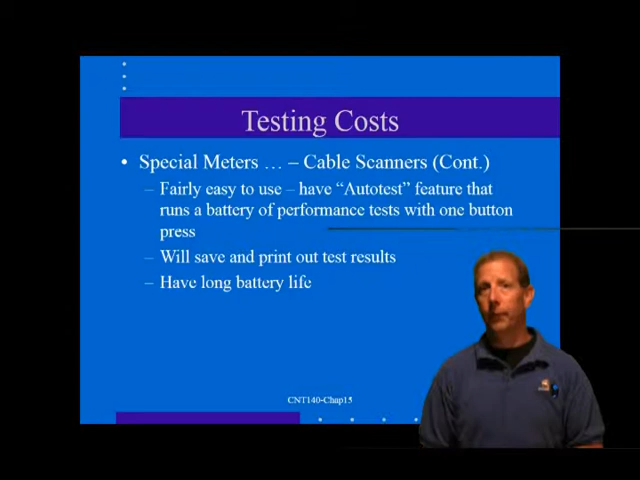 Testing Costs
• Special Meters … – Cable Scanners (Cont.)
– Fairly easy to use – have “Autotest” feature that
runs a battery of performance tests with one button
press
– Will save and print out test results
– Have long battery life
CNT140-Chap15